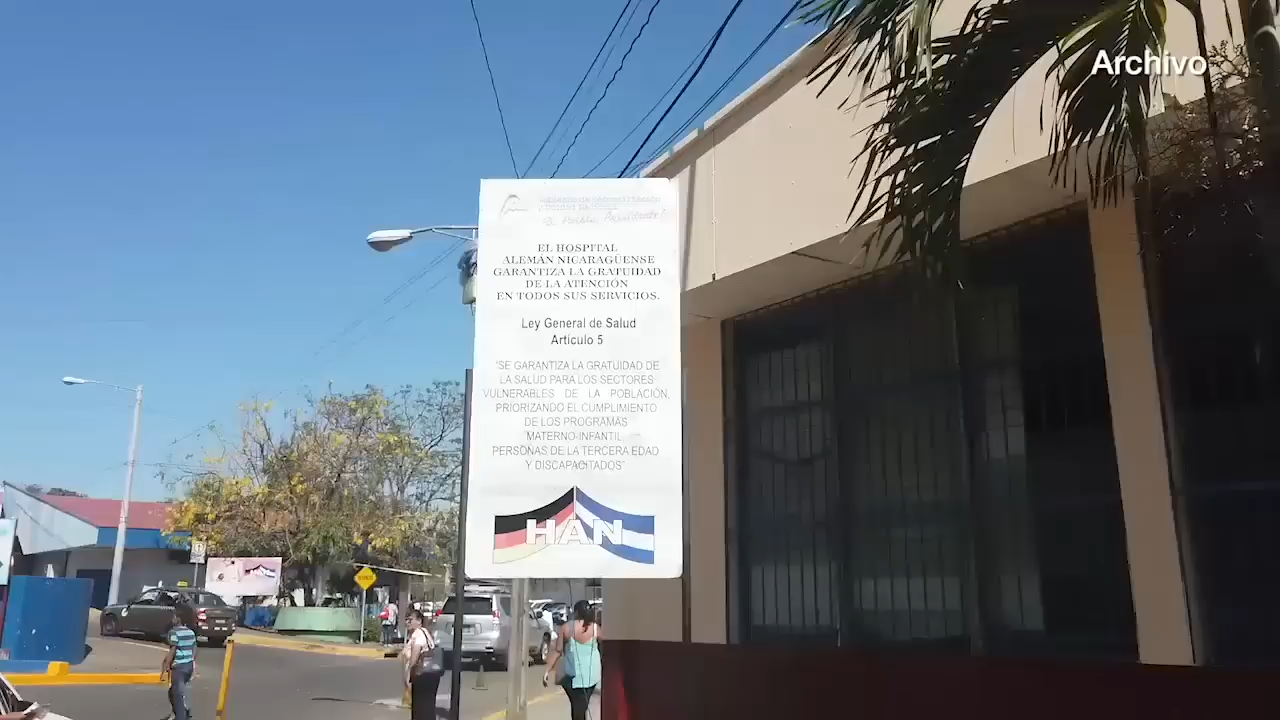 Archivo
EL HOSPITAL
ALEMÁN NICARAGÜENSE
GARANTIZA LA GRATUIDAD
DE LA ATENCIÓN
EN TODOS SUS SERVICIOS.
Ley General de Salud
Artículo 5
"SE GARANTIZA LA GRATUIDAD DE
LA SALUD PARA LOS SECTORES
VULNERABLES DE LA POBLACIÓN,
PRIORIZANDO EL CUMPLIMIENTO
DE LOS PROGRAMAS
MATERNO-INFANTIL,
PERSONAS DE LA TERCERA EDAD
Y DISCAPACITADOS"
HAN